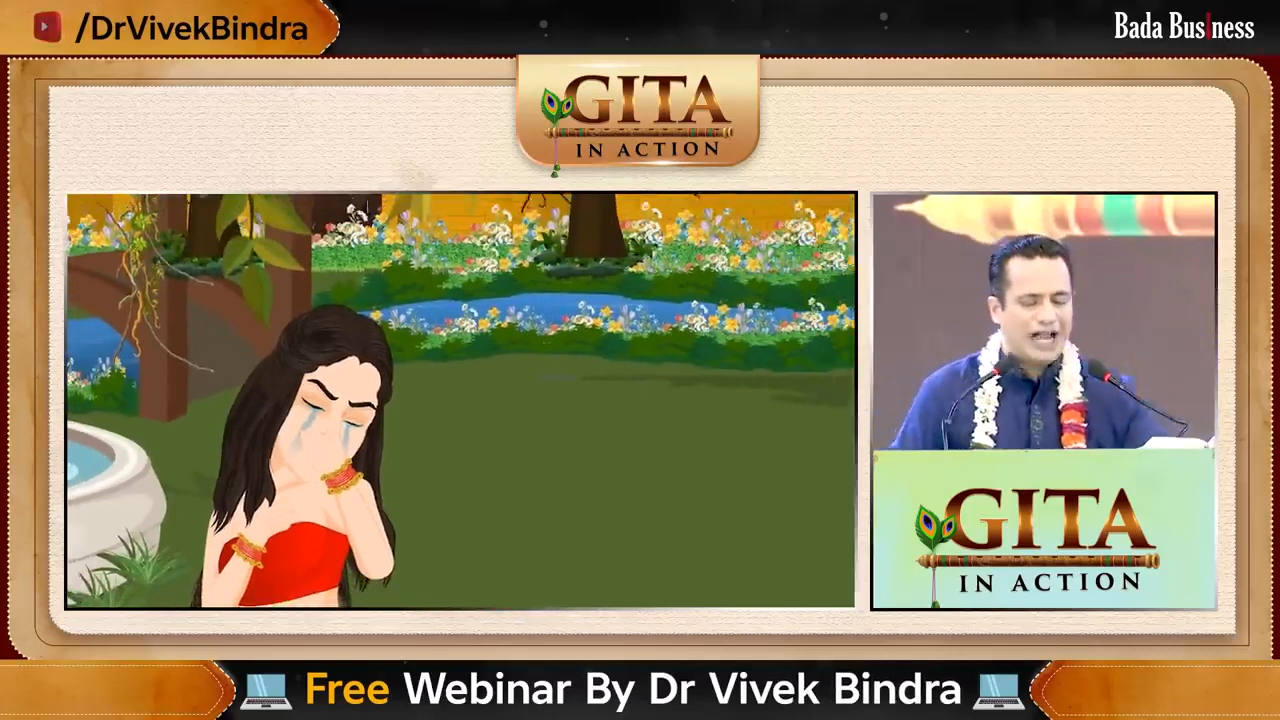 /DrVivekBindra
Bada Business
GITA
IN ACTION
GITA
IN ACTION
Free Webinar By Dr Vivek Bindra